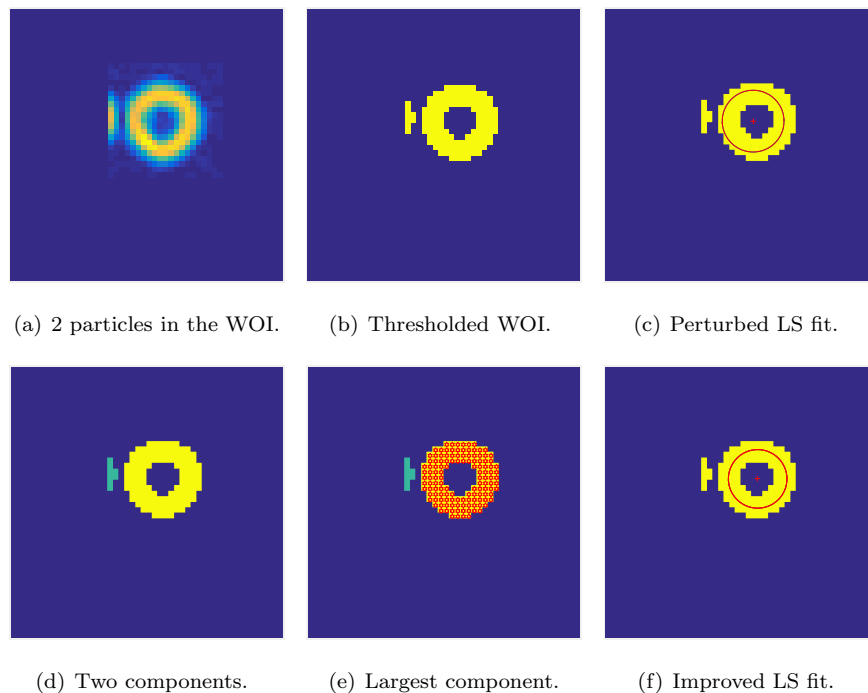 (a) 2 particles in the WOI.
(b) Thresholded WOI.
(c) Perturbed LS fit.
(d) Two components.
(e) Largest component.
(f) Improved LS fit.